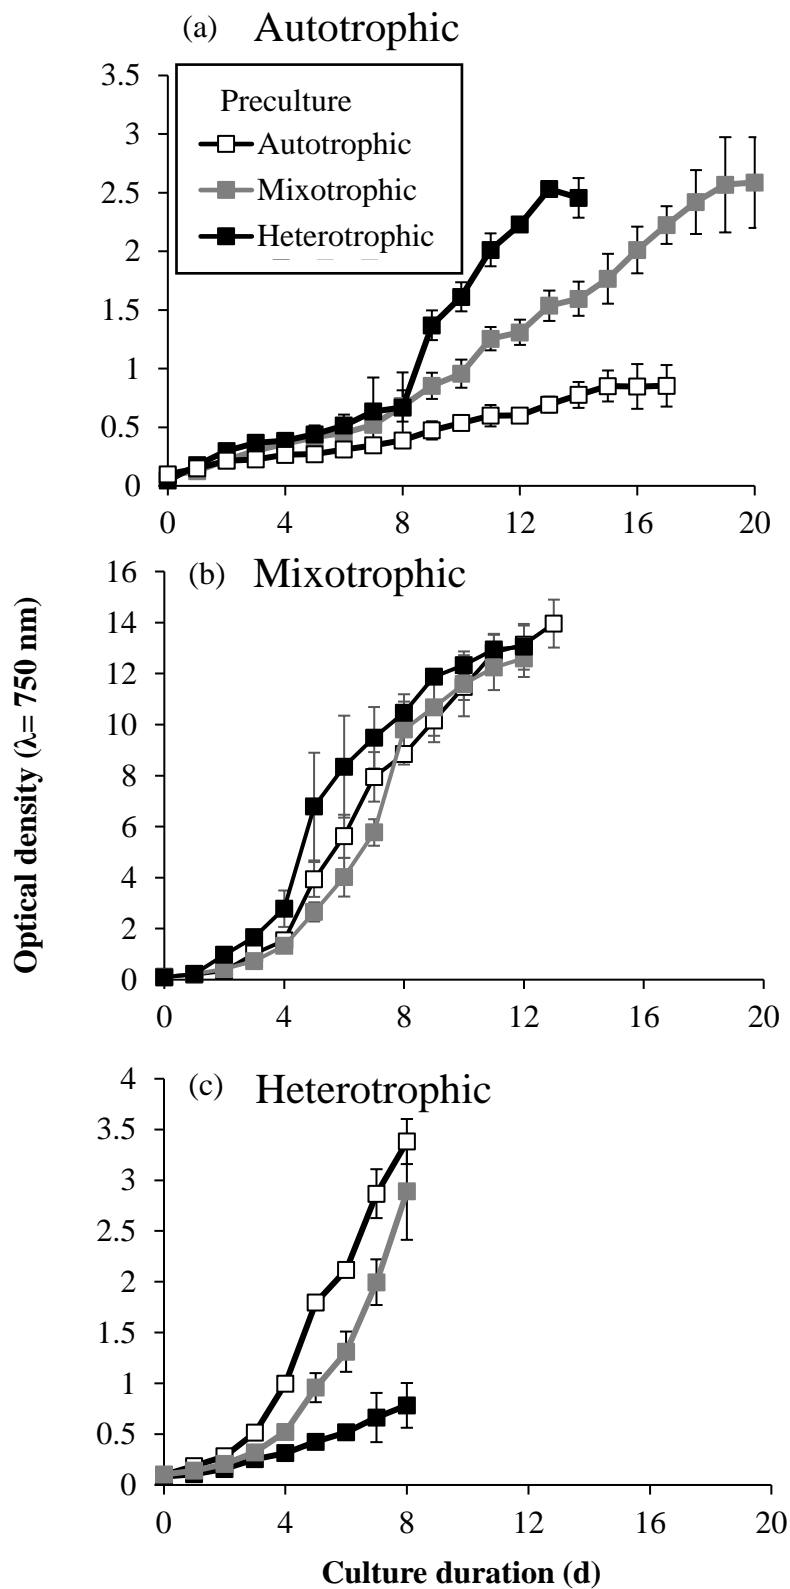 (a) Autotrophic
3.5
3
2.5
2
1.5
1
0.5
0
Preculture
Autotrophic
Mixotrophic
Heterotrophic
0 4 8 12 16 20
(b) Mixotrophic
16
14
12
10
8
6
4
2
0
0 4 8 12 16 20
Optical density (λ= 750 nm)
(c) Heterotrophic
4
3.5
3
2.5
2
1.5
1
0.5
0
0 4 8 12 16 20
Culture duration (d)